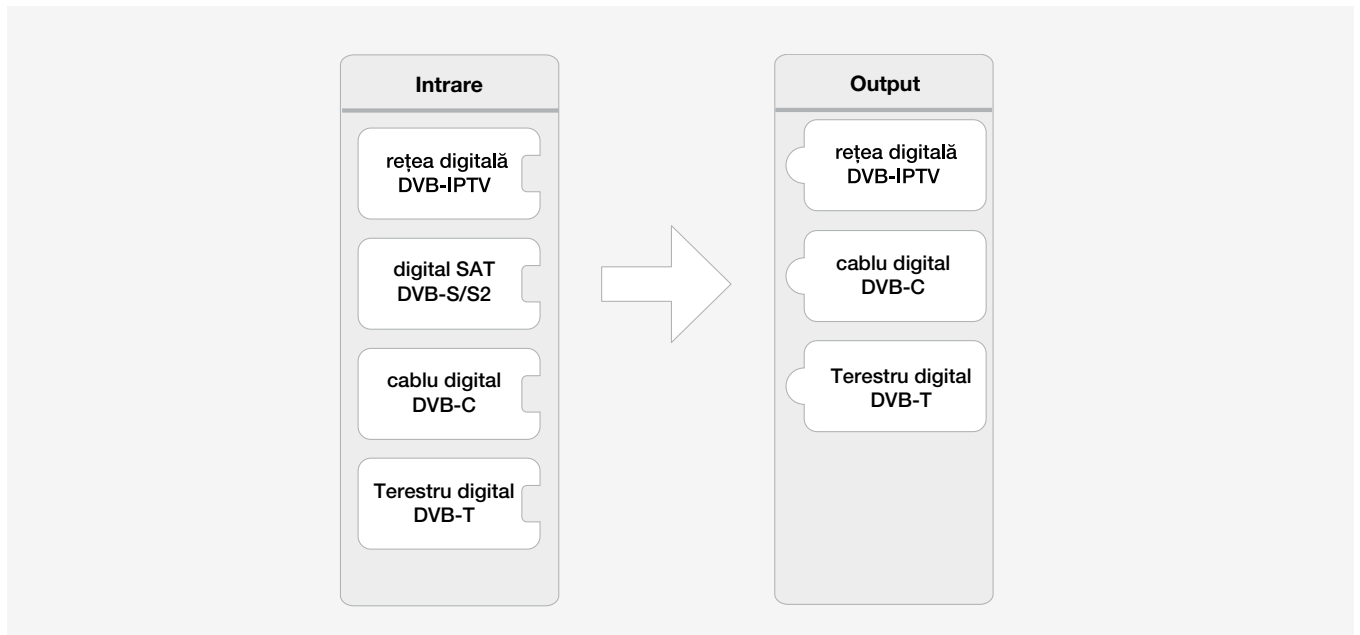 Intrare
rețea digitală
DVB-IPTV
digital SAT
DVB-S/S2
cablu digital
DVB-C
Terestru digital
DVB-T
Output
rețea digitală
DVB-IPTV
cablu digital
DVB-C
Terestru digital
DVB-T